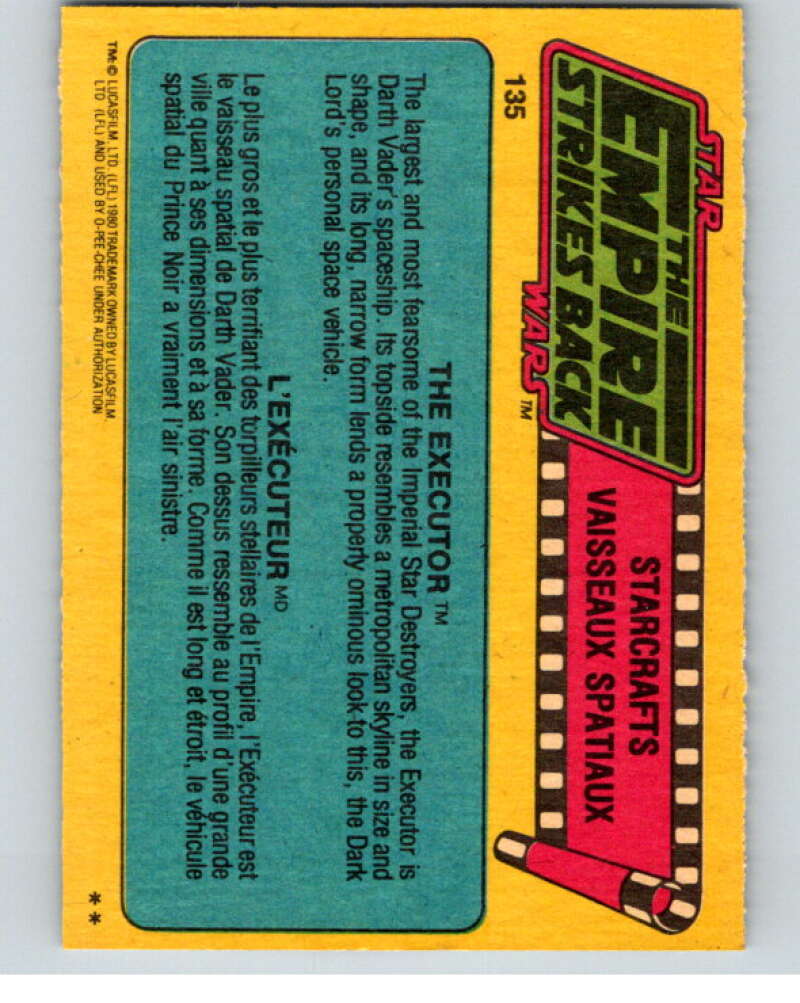 STAR
THE
EMPIRE
STRIKES BACK
WARS™
STARCRAFTS
VAISSEAUX SPATIAUX
135
THE EXECUTOR™
The largest and most fearsome of the Imperial Star Destroyers, the Executor is
Darth Vader's spaceship. Its topside resembles a metropolitan skyline in size and
shape, and its long, narrow form lends a properly ominous look to this, the Dark
Lord's personal space vehicle.
L'EXÉCUTEUR MD
Le plus gros et le plus terrifiant des torpilleurs stellaires de l'Empire, l'Exécuteur est
le vaisseau spatial de Darth Vader. Son dessus ressemble au profil d'une grande
ville quant à ses dimensions et à sa forme. Comme il est long et étroit, le véhicule
spatial du Prince Noir a vraiment l'air sinistre.
TM: © LUCASFILM, LTD. (LFL) 1980 TRADEMARK OWNED BY LUCASFILM,
LTD. (LFL) AND USED BY O-PEE-CHEE UNDER AUTHORIZATION
* *